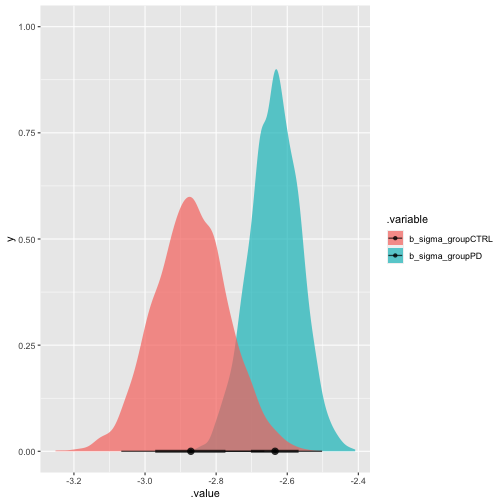 1.00
0.75
0.50
0.25
0.00
y
-3.2
-3.0
-2.8
-2.6
-2.4
.value
.variable
b_sigma_groupCTRL
b_sigma_groupPD